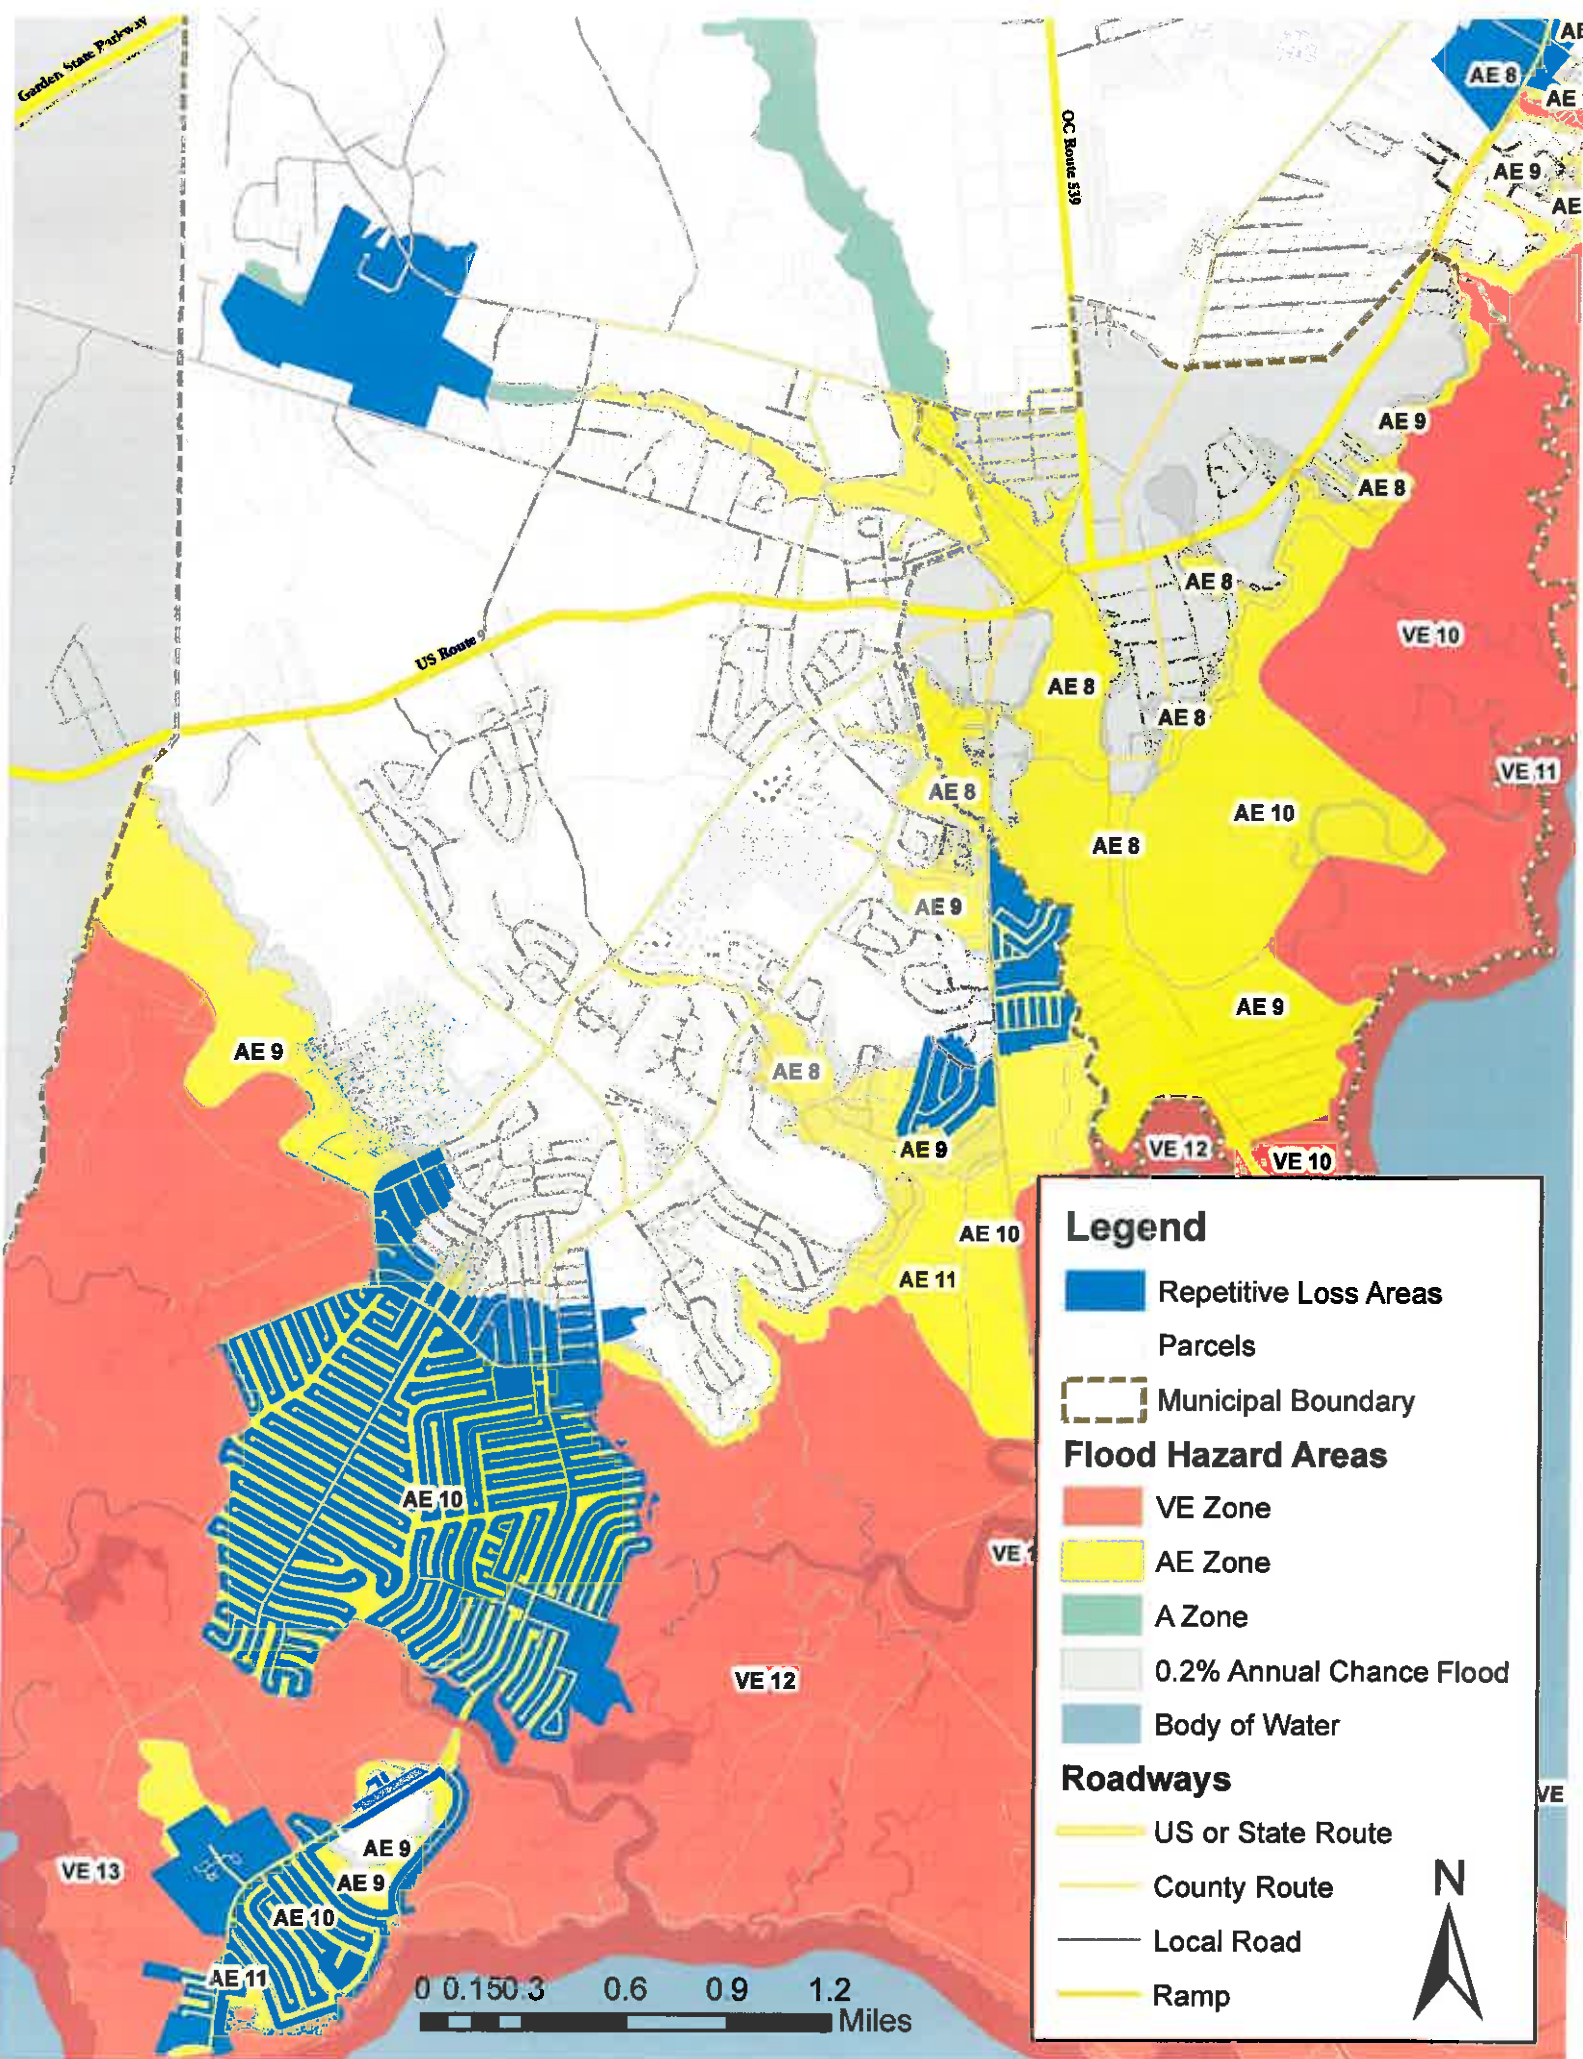 Garden State Parkway
AE 8
AE
AE
OC Route 539
AE 9
AE
AE 9
AE 8
AE 8
VE 10
US Route 9
AE 8
AE 8
VE 11
AE 8
AE 10
AE 8
AE 9
AE 9
AE 9
AE 8
AE 9
VE 12
VE 10
AE 10
AE 11
Legend
Repetitive Loss Areas
Parcels
Municipal Boundary
Flood Hazard Areas
VE Zone
AE Zone
A Zone
0.2% Annual Chance Flood
Body of Water
Roadways
US or State Route
County Route
Local Road
Ramp
N
AE 10
VE 1
VE 12
VE
AE 9
VE 13
AE 9
AE 10
AE 11
0 0.15 0.3 0.6 0.9 1.2
Miles